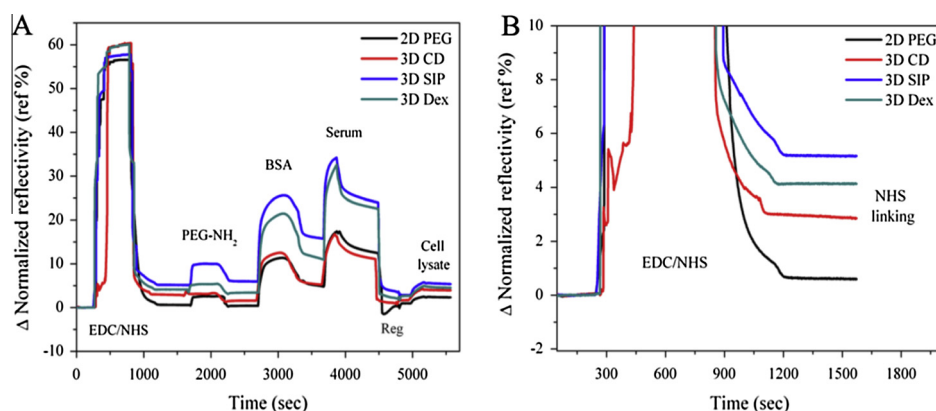 A
Δ Normalized reflectivity (ref %)
60
50
40
30
20
10
0
-10
2D PEG
3D CD
3D SIP
3D Dex
Serum
BSA
PEG-NH₂
Cell
lysate
EDC/NHS
Reg
0 1000 2000 3000 4000 5000
Time (sec)
B
Δ Normalized reflectivity (ref %)
10
8
6
4
2
0
-2
2D PEG
3D CD
3D SIP
3D Dex
NHS
linking
EDC/NHS
300 600 900 1200 1500 1800
Time (sec)